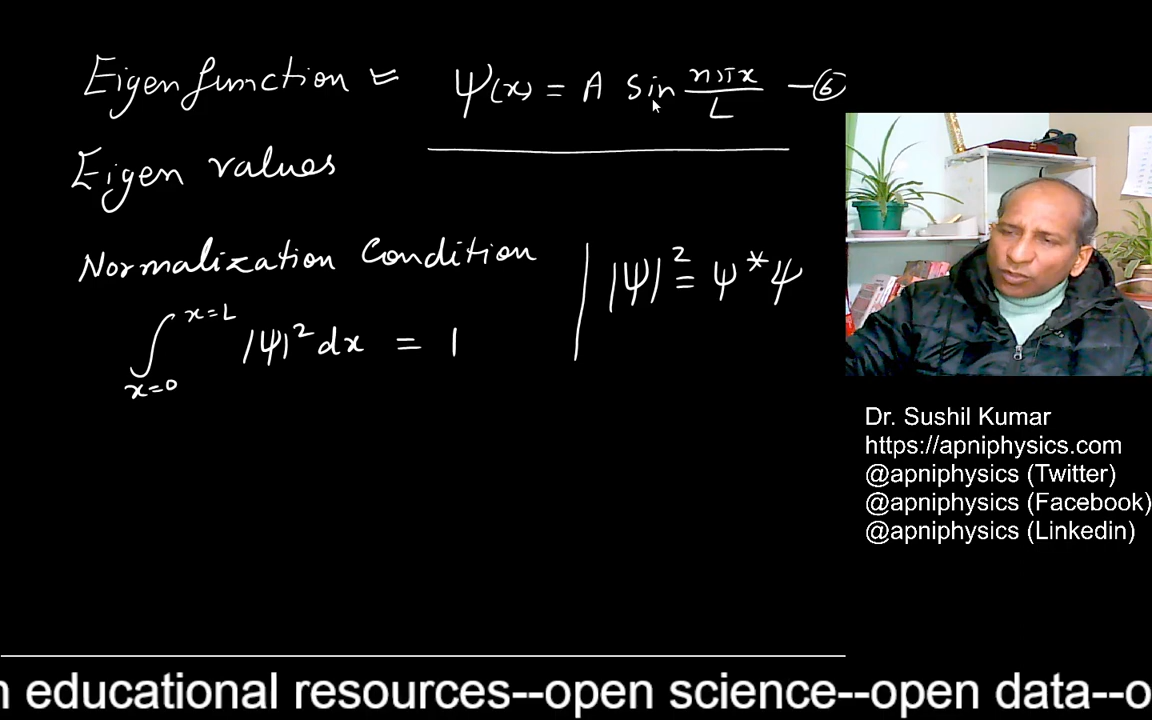 Eigenfunction = ψ(x) = A Sin nπx/L —⑥
Eigen values
Normalization Condition
|ψ|² = ψ*ψ
∫ x=0 x=L |ψ|² dx = 1
Dr. Sushil Kumar
https://apniphysics.com
@apniphysics (Twitter)
@apniphysics (Facebook)
@apniphysics (Linkedin)
n educational resources--open science--open data--o